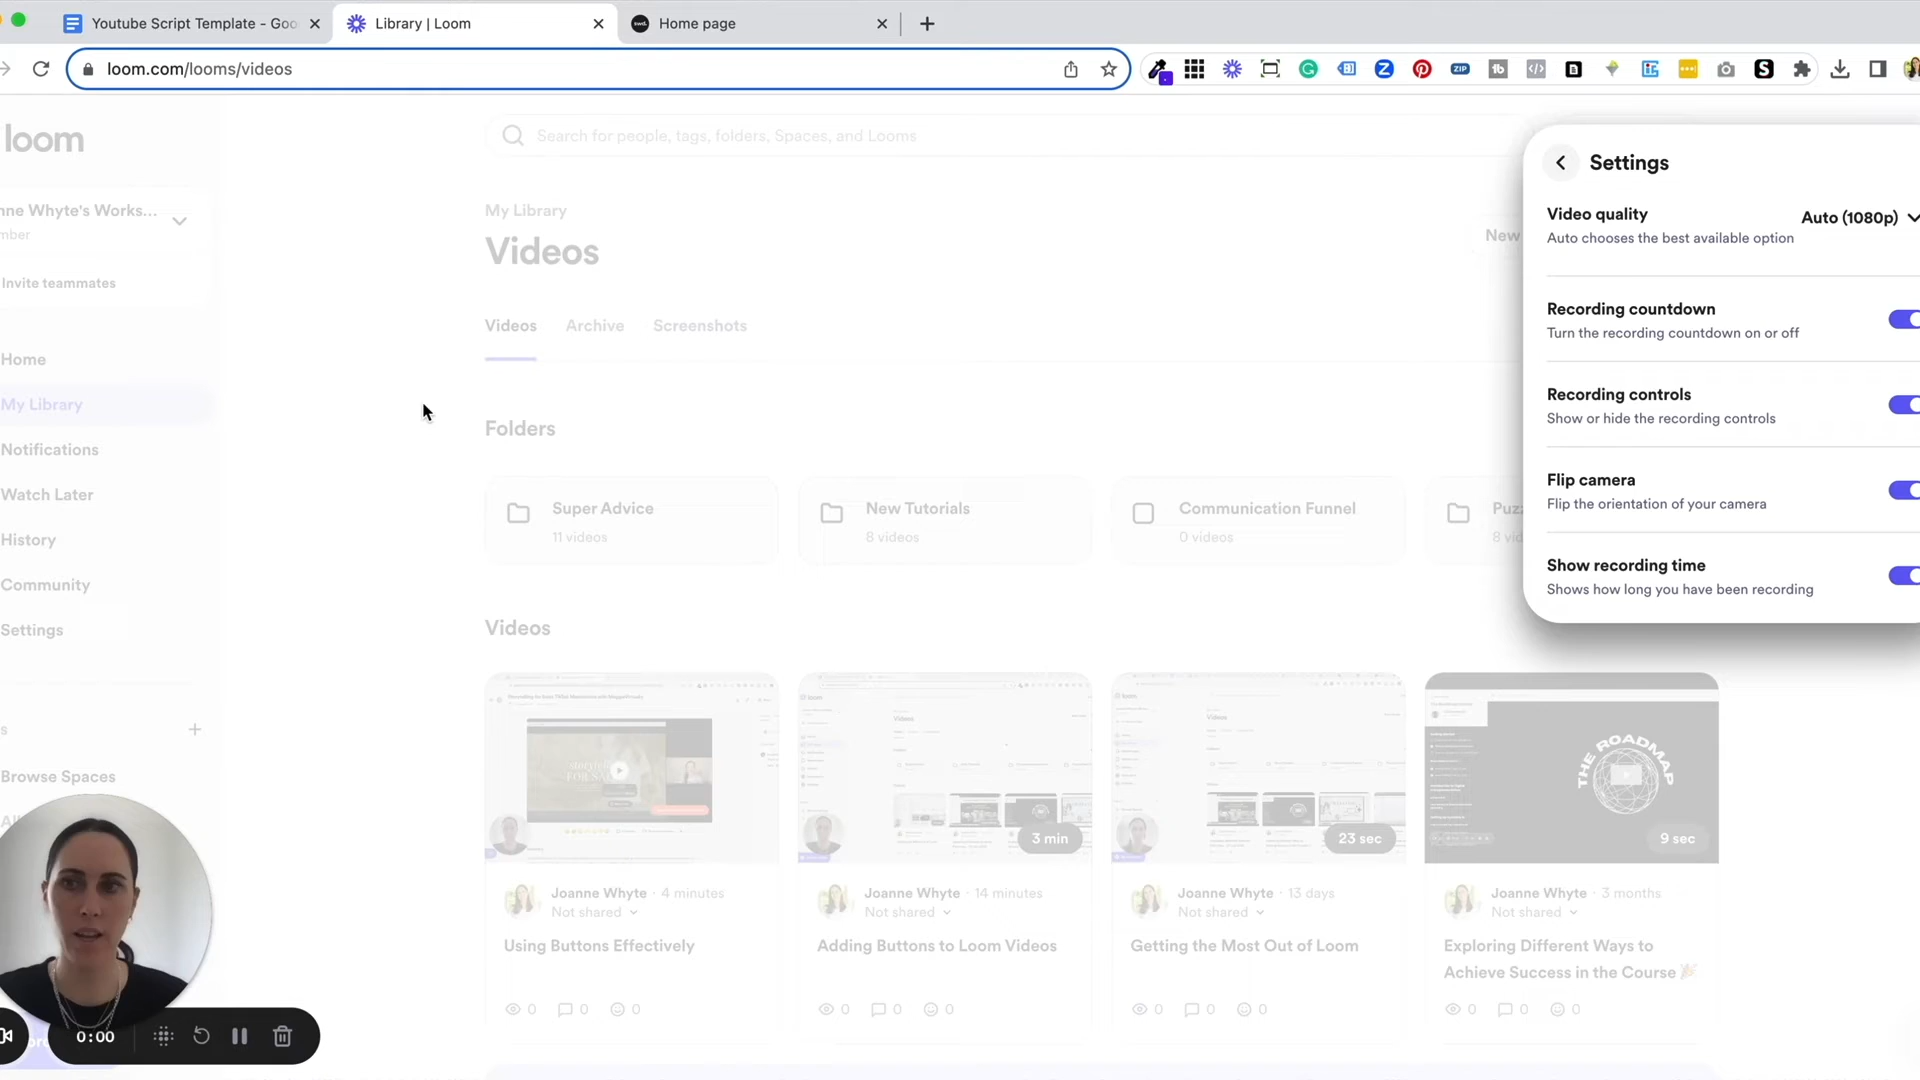 Youtube Script Template - Goo
Library | Loom
Home page
loom.com/looms/videos
loom
Search for people, tags, folders, Spaces, and Looms
Settings
Video quality
Auto (1080p)
Auto chooses the best available option
Recording countdown
Turn the recording countdown on or off
Recording controls
Show or hide the recording controls
Flip camera
Flip the orientation of your camera
Show recording time
Shows how long you have been recording
nne Whyte's Works...
mber
Invite teammates
Home
My Library
Notifications
Watch Later
History
Community
Settings
s
Browse Spaces
My Library
Videos
New
Videos
Archive
Screenshots
Folders
Super Advice
11 videos
New Tutorials
8 videos
Communication Funnel
0 videos
Puz
8 vid
Videos
3 min
23 sec
THE ROADMAP
9 sec
Joanne Whyte · 4 minutes
Not shared
Using Buttons Effectively
0 0 0
Joanne Whyte · 14 minutes
Not shared
Adding Buttons to Loom Videos
0 0 0
Joanne Whyte · 13 days
Not shared
Getting the Most Out of Loom
0 0 0
Joanne Whyte · 3 months
Not shared
Exploring Different Ways to
Achieve Success in the Course 🎉
0 0 0
0:00